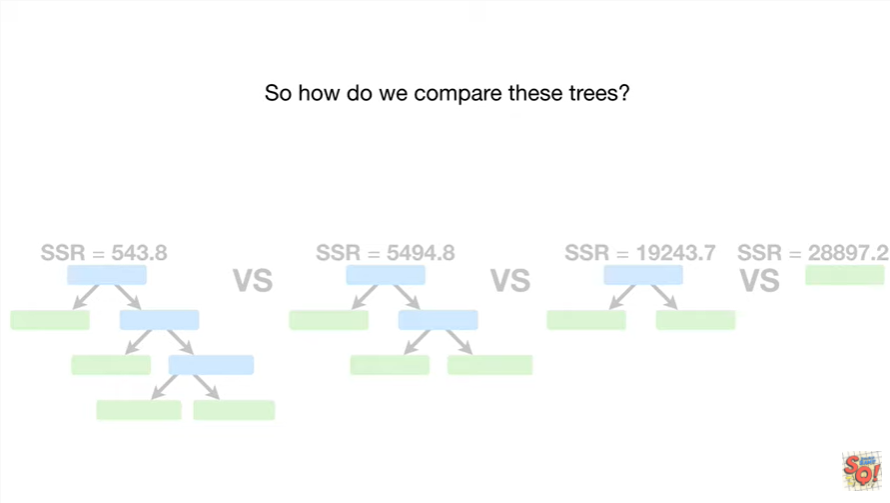 So how do we compare these trees?
SSR = 543.8
SSR = 5494.8
SSR = 19243.7
SSR = 28897.2
VS
VS
VS
SQ!